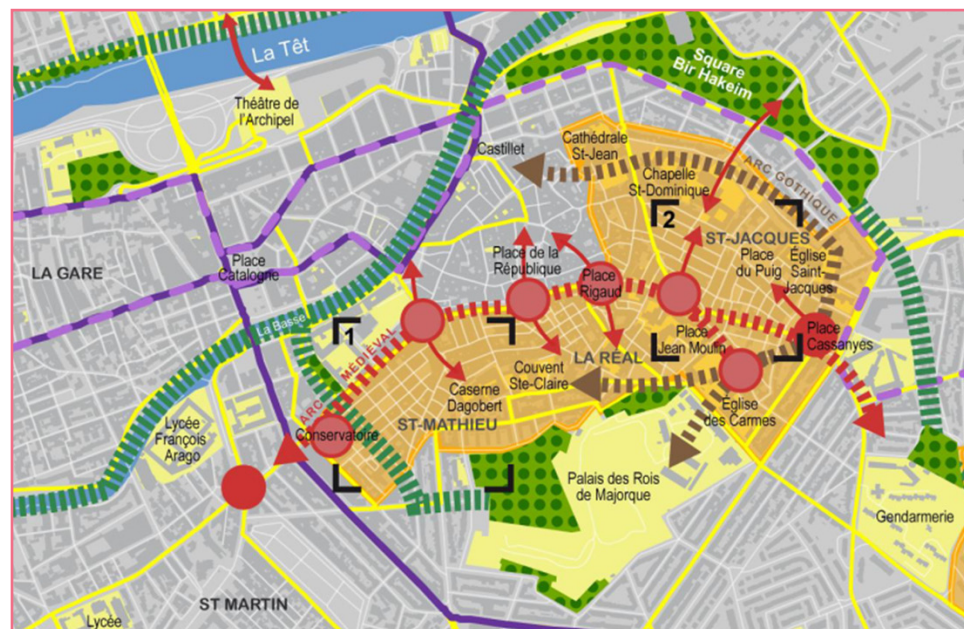 La Têt
Théâtre de
l'Archipel
Square
Bir Hakeim
Castillet
Cathédrale
St-Jean
Chapelle
St-Dominique
ARC GOTHIQUE
2
ST-JACQUES
Place
du Puig
Église
Saint-
Jacques
LA GARE
Place
Catalogne
Place de la
République
Place
Rigaud
La Basse
1
ARC MÉDIÉVAL
Place
Jean Moulin
Place
Cassanyes
LA RÉAL
Couvent
Ste-Claire
Caserne
Dagobert
ST-MATHIEU
Conservatoire
Église
des Carmes
Lycée
François
Arago
Palais des Rois
de Majorque
Gendarmerie
ST MARTIN
Lycée